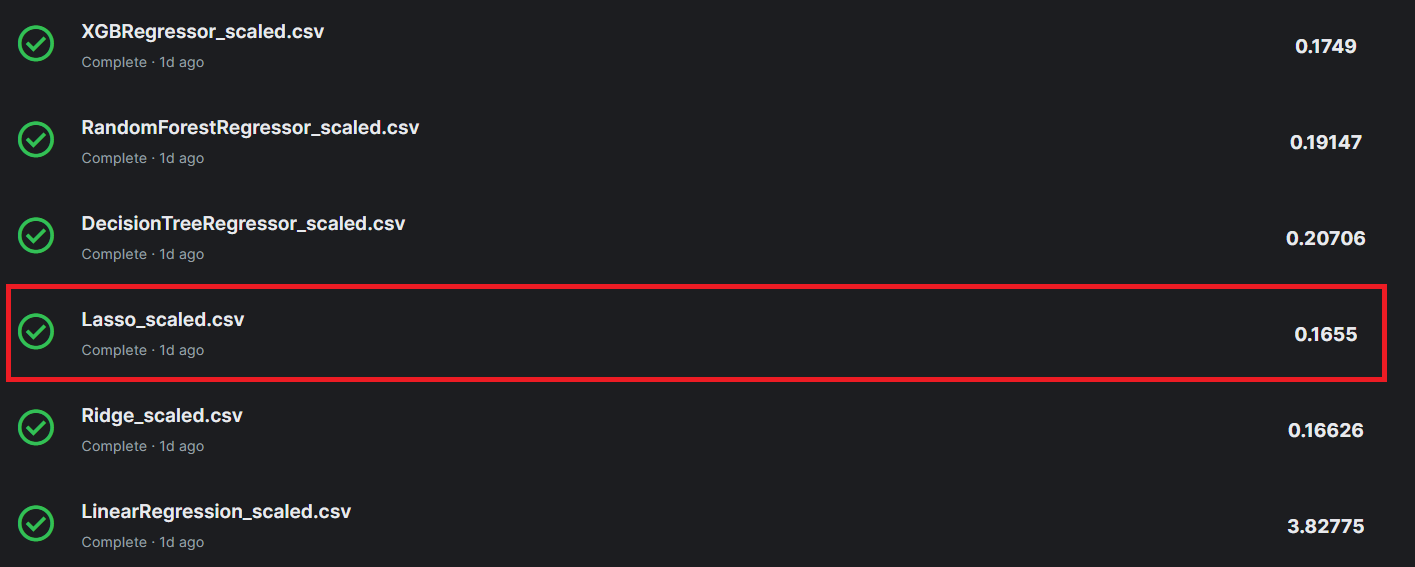 XGBRegressor_scaled.csv
Complete · 1d ago
0.1749
RandomForestRegressor_scaled.csv
Complete · 1d ago
0.19147
DecisionTreeRegressor_scaled.csv
Complete · 1d ago
0.20706
Lasso_scaled.csv
Complete · 1d ago
0.1655
Ridge_scaled.csv
Complete · 1d ago
0.16626
LinearRegression_scaled.csv
Complete · 1d ago
3.82775